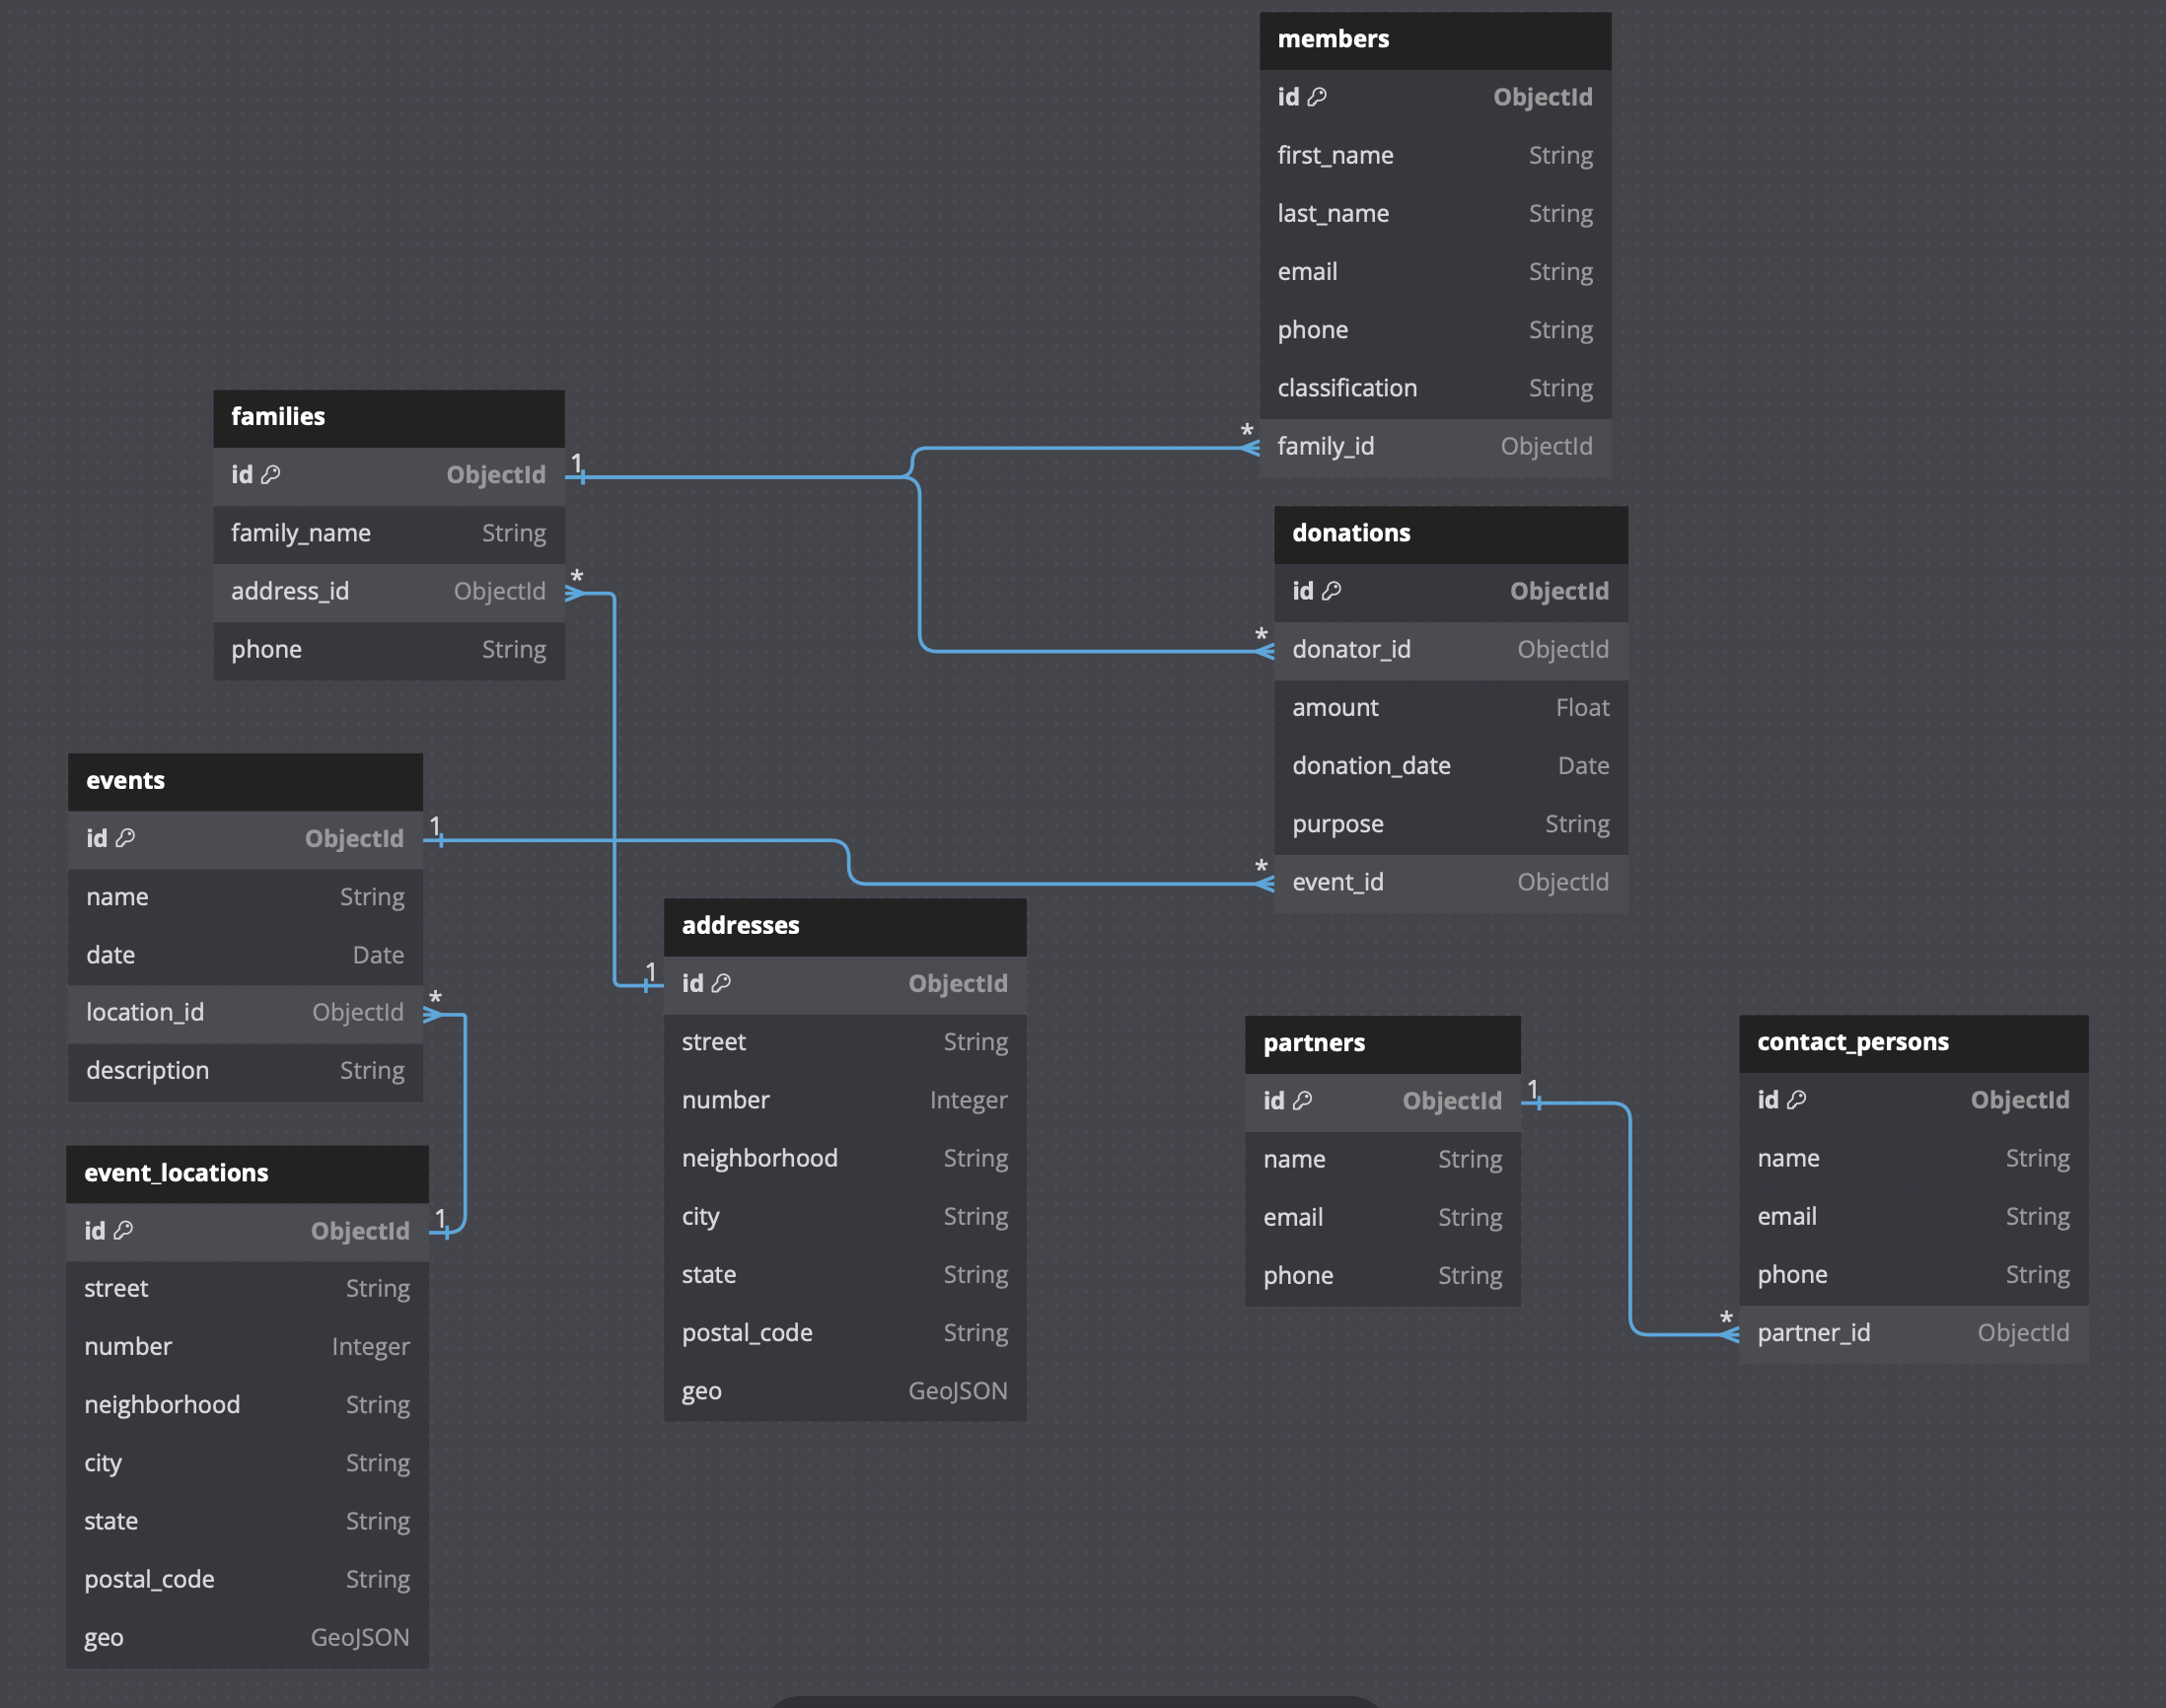 members
id ObjectId
first_name String
last_name String
email String
phone String
classification String
* family_id ObjectId
families
id ObjectId 1
family_name String
address_id ObjectId *
phone String
donations
id ObjectId
* donator_id ObjectId
amount Float
donation_date Date
purpose String
* event_id ObjectId
events
id ObjectId 1
name String
date Date
location_id ObjectId *
description String
addresses
1 id ObjectId
street String
number Integer
neighborhood String
city String
state String
postal_code String
geo GeoJSON
partners
id ObjectId 1
name String
email String
phone String
contact_persons
id ObjectId
name String
email String
phone String
* partner_id ObjectId
event_locations
id ObjectId 1
street String
number Integer
neighborhood String
city String
state String
postal_code String
geo GeoJSON